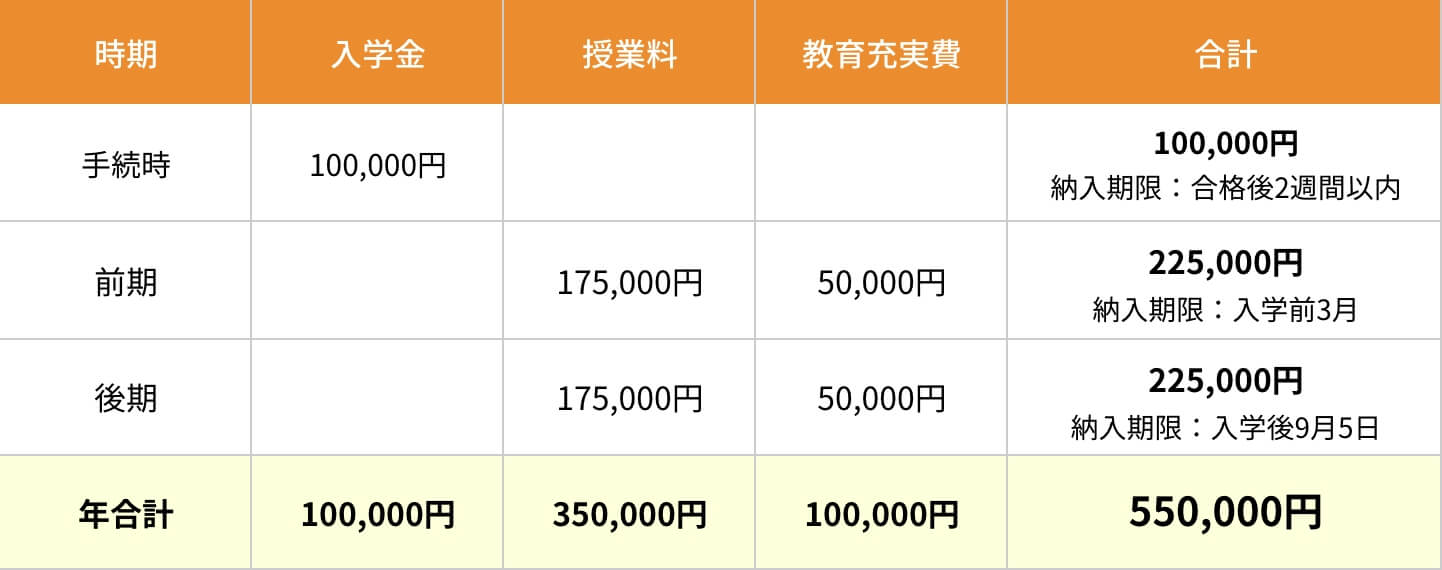 時期 入学金 授業料 教育充実費 合計
手続時 100,000円 100,000円
納入期限：合格後2週間以内
前期 175,000円 50,000円 225,000円
納入期限：入学前3月
後期 175,000円 50,000円 225,000円
納入期限：入学後9月5日
年合計 100,000円 350,000円 100,000円 550,000円